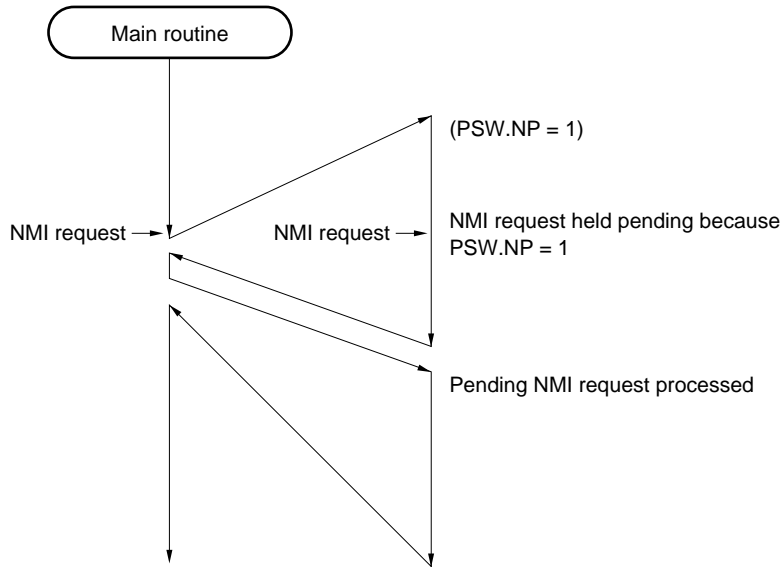 Main routine
(PSW.NP = 1)
NMI request
NMI request
NMI request held pending because
PSW.NP = 1
Pending NMI request processed